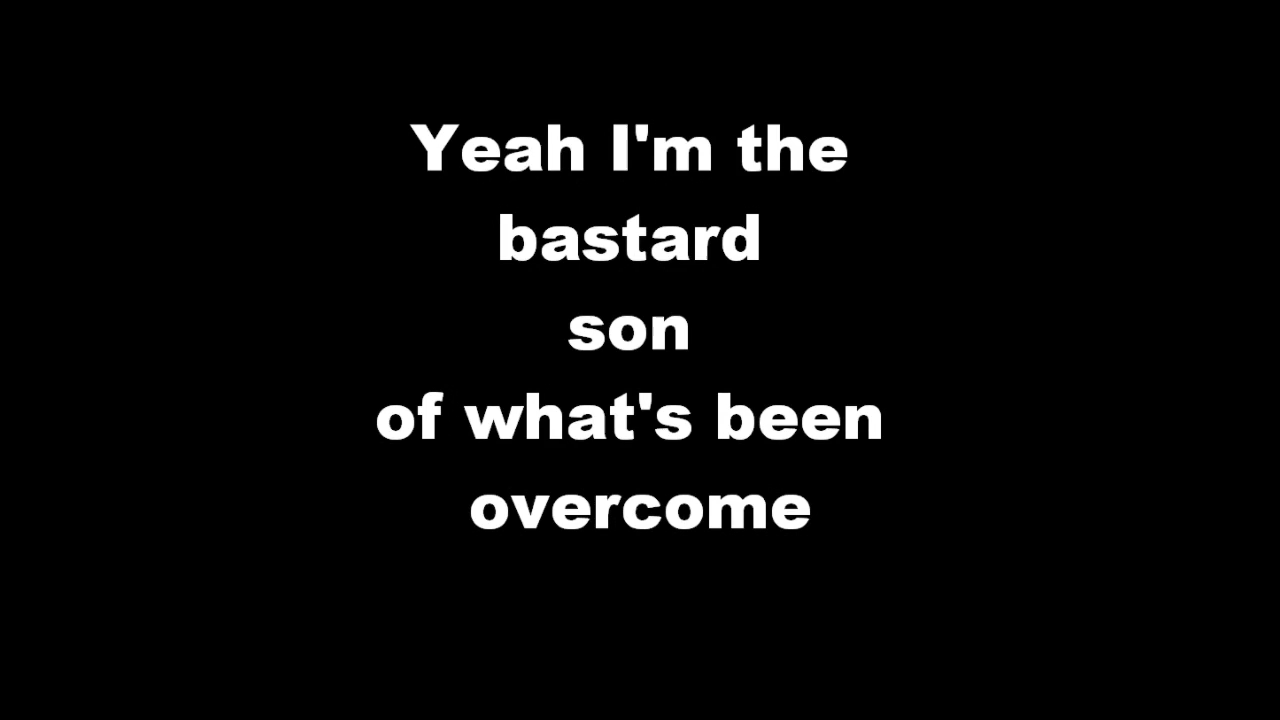 Yeah I'm the
bastard
son
of what's been
overcome